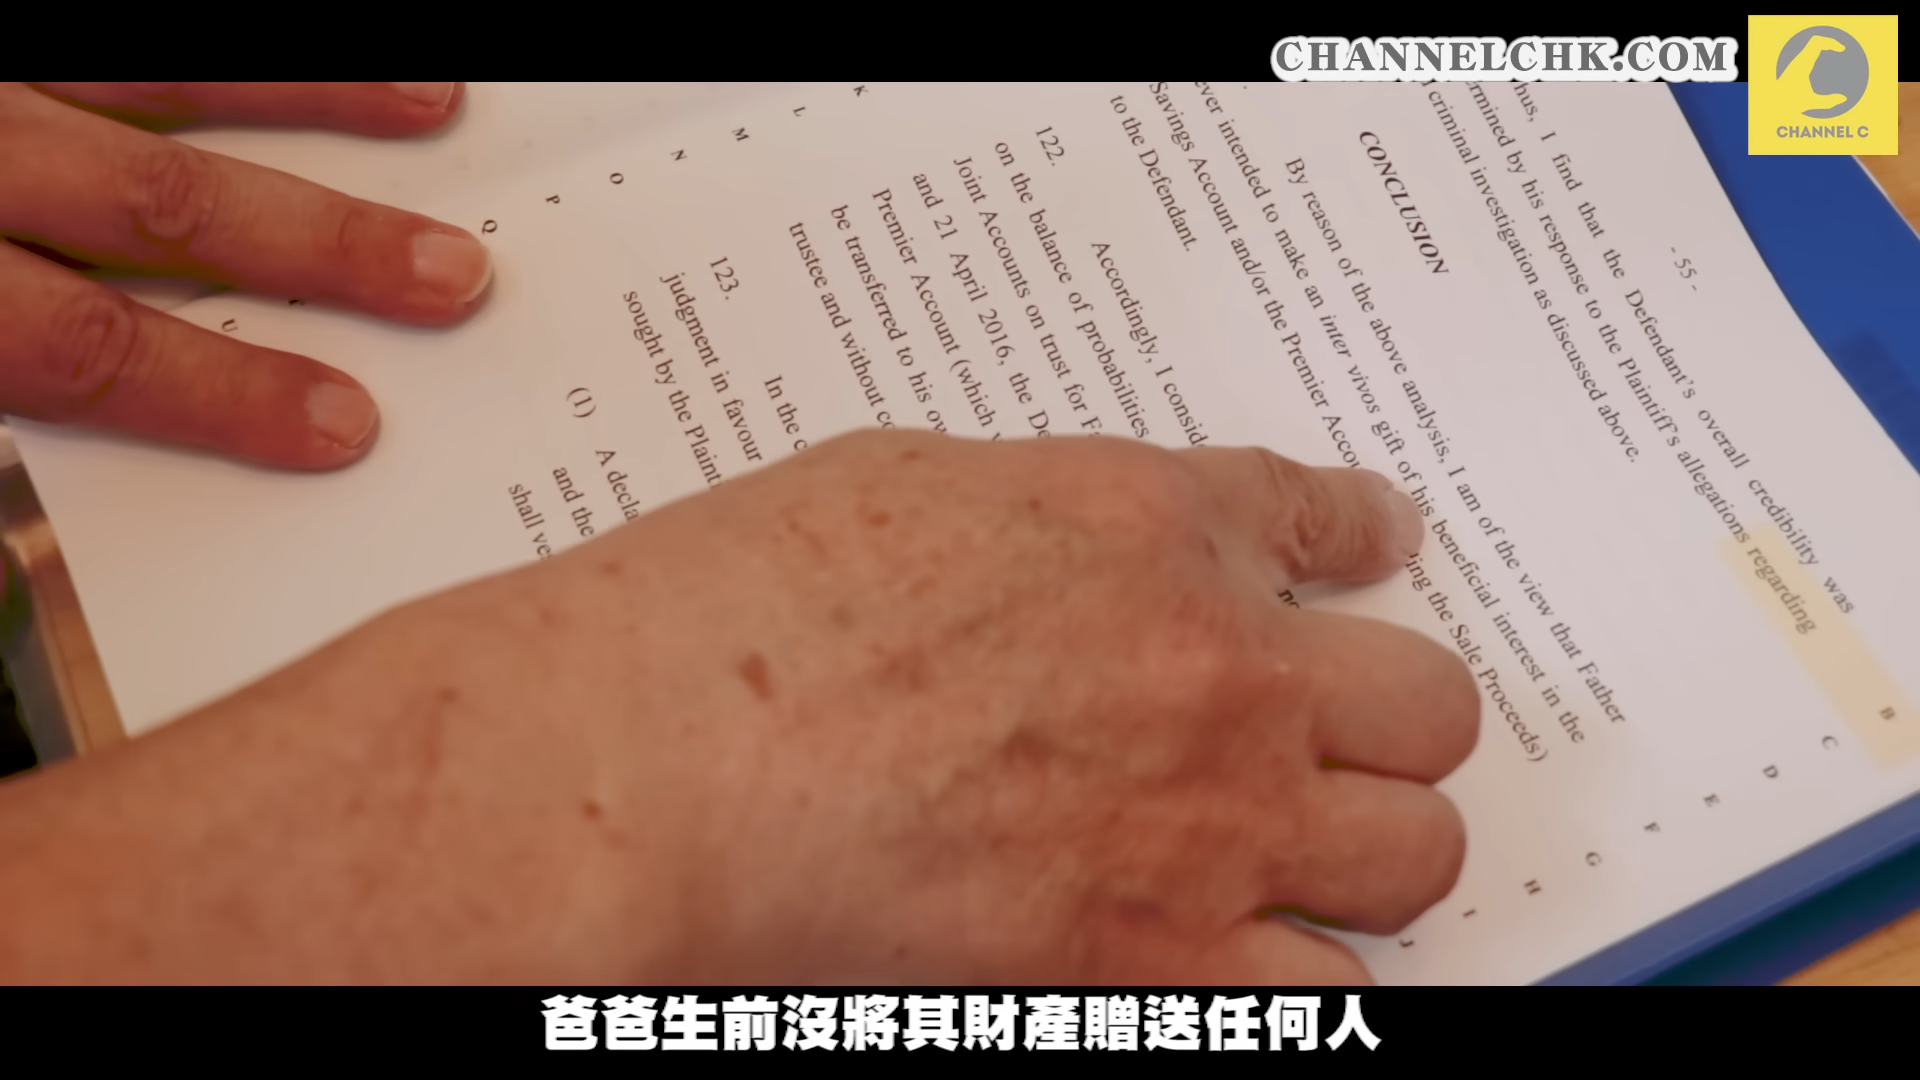 CHANNELCHK.COM
CHANNEL C
- 55 -
hus, I find that the Defendant's overall credibility was
rmined by his response to the Plaintiff's allegations regarding
criminal investigation as discussed above.
CONCLUSION
By reason of the above analysis, I am of the view that Father
ever intended to make an inter vivos gift of his beneficial interest in the
Savings Account and/or the Premier Accou ing the Sale Proceeds)
to the Defendant.
122. Accordingly, I consid
on the balance of probabilities
Joint Accounts on trust for Fa
and 21 April 2016, the De
Premier Account (which
be transferred to his ow
trustee and without co
123. In the c
judgment in favour
sought by the Plaint
(1) A decla
and the
shall ve
B
C
D
E
F
G
H
I
J
K
L
M
N
O
P
Q
U
爸爸生前沒將其財產贈送任何人